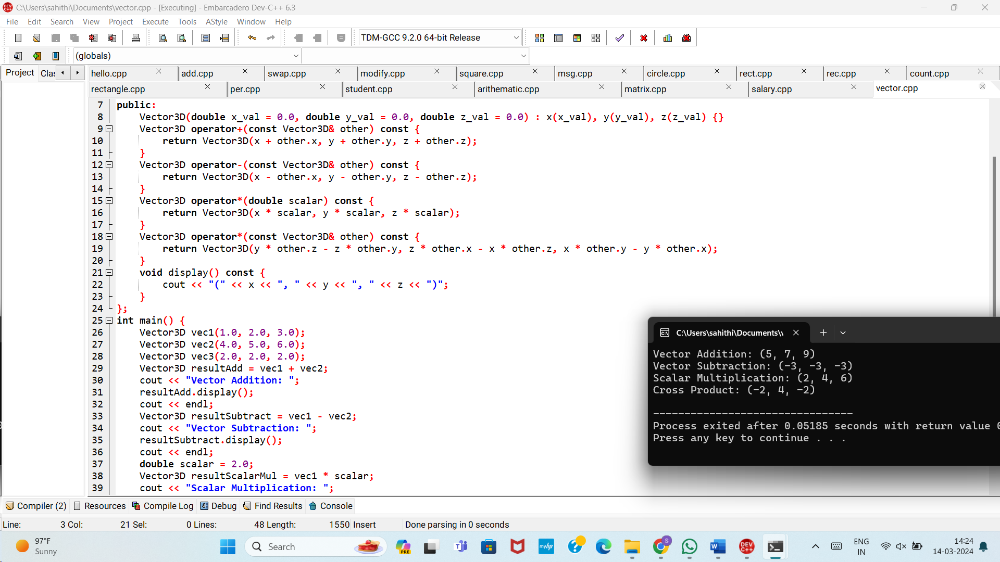 C:\Users\sahithi\Documents\vector.cpp - [Executing] - Embarcadero Dev-C++ 6.3
File Edit Search View Project Execute Tools AStyle Window Help
TDM-GCC 9.2.0 64-bit Release
(globals)
Project Clas
hello.cpp add.cpp swap.cpp modify.cpp square.cpp msg.cpp circle.cpp rect.cpp rec.cpp count.cpp
rectangle.cpp per.cpp student.cpp arithematic.cpp matrix.cpp salary.cpp vector.cpp
7 public:
8 Vector3D(double x_val = 0.0, double y_val = 0.0, double z_val = 0.0) : x(x_val), y(y_val), z(z_val) {}
9 Vector3D operator+(const Vector3D& other) const {
10 return Vector3D(x + other.x, y + other.y, z + other.z);
11 }
12 Vector3D operator-(const Vector3D& other) const {
13 return Vector3D(x - other.x, y - other.y, z - other.z);
14 }
15 Vector3D operator*(double scalar) const {
16 return Vector3D(x * scalar, y * scalar, z * scalar);
17 }
18 Vector3D operator*(const Vector3D& other) const {
19 return Vector3D(y * other.z - z * other.y, z * other.x - x * other.z, x * other.y - y * other.x);
20 }
21 void display() const {
22 cout << "(" << x << ", " << y << ", " << z << ")";
23 }
24 };
25 int main() {
26 Vector3D vec1(1.0, 2.0, 3.0);
27 Vector3D vec2(4.0, 5.0, 6.0);
28 Vector3D vec3(2.0, 2.0, 2.0);
29 Vector3D resultAdd = vec1 + vec2;
30 cout << "Vector Addition: ";
31 resultAdd.display();
32 cout << endl;
33 Vector3D resultSubtract = vec1 - vec2;
34 cout << "Vector Subtraction: ";
35 resultSubtract.display();
36 cout << endl;
37 double scalar = 2.0;
38 Vector3D resultScalarMul = vec1 * scalar;
39 cout << "Scalar Multiplication: ";
C:\Users\sahithi\Documents\
Vector Addition: (5, 7, 9)
Vector Subtraction: (-3, -3, -3)
Scalar Multiplication: (2, 4, 6)
Cross Product: (-2, 4, -2)
--------------------------------
Process exited after 0.05185 seconds with return value 0
Press any key to continue . . .
Compiler (2) Resources Compile Log Debug Find Results Console
Line: 3 Col: 21 Sel: 0 Lines: 48 Length: 1550 Insert Done parsing in 0 seconds
97°F
Sunny
Search
PRE
myhp
S
DEV C++
ENG
IN
14:24
14-03-2024